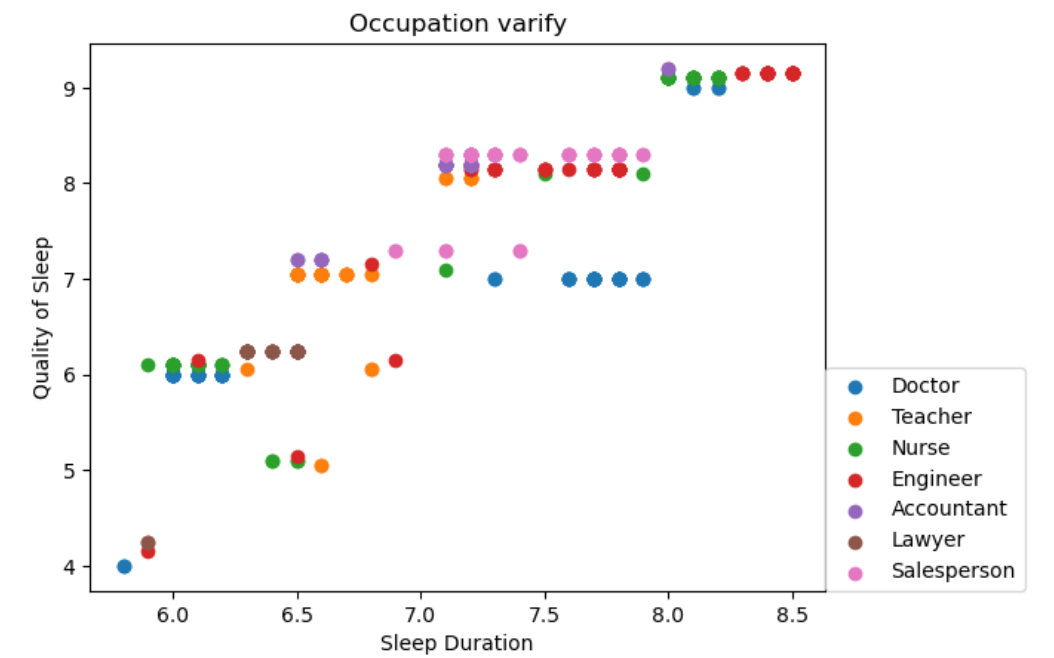 Occupation varify
9
8
7
6
5
4
Quality of Sleep
6.0 6.5 7.0 7.5 8.0 8.5
Sleep Duration
Doctor
Teacher
Nurse
Engineer
Accountant
Lawyer
Salesperson